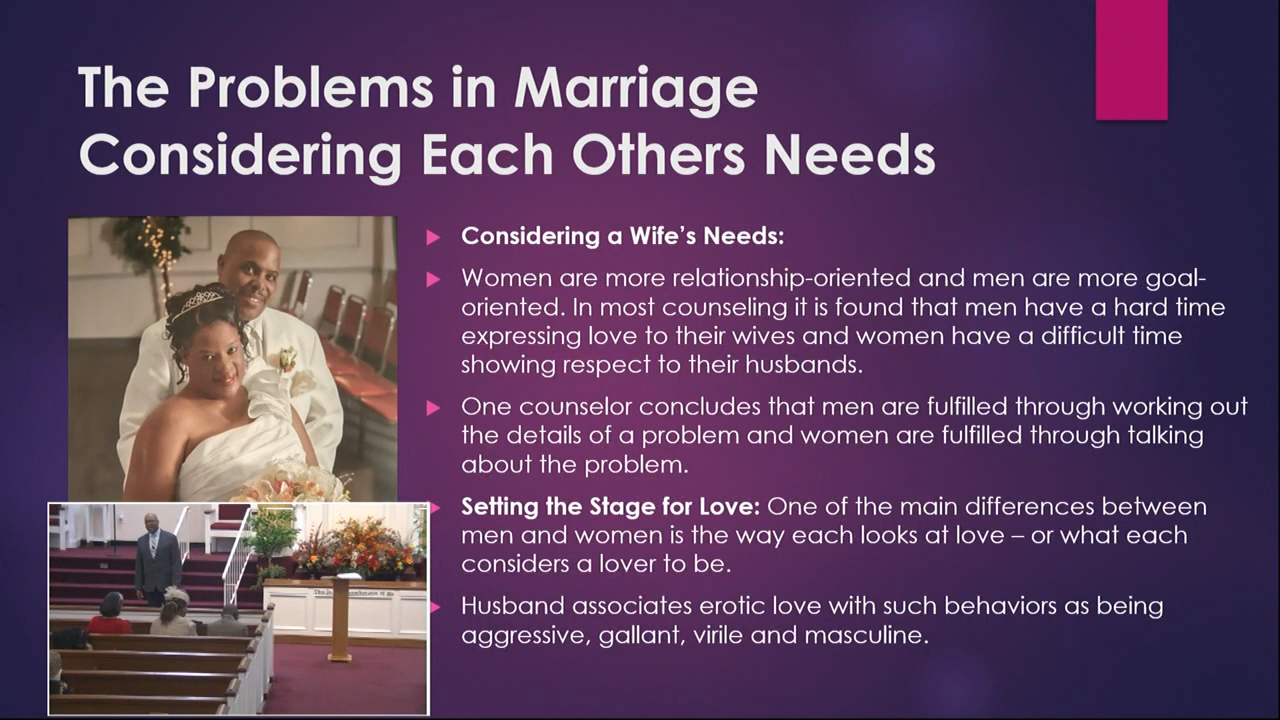 The Problems in Marriage
Considering Each Others Needs
Considering a Wife's Needs:
Women are more relationship-oriented and men are more goal-
oriented. In most counseling it is found that men have a hard time
expressing love to their wives and women have a difficult time
showing respect to their husbands.
One counselor concludes that men are fulfilled through working out
the details of a problem and women are fulfilled through talking
about the problem.
Setting the Stage for Love: One of the main differences between
men and women is the way each looks at love – or what each
considers a lover to be.
Husband associates erotic love with such behaviors as being
aggressive, gallant, virile and masculine.